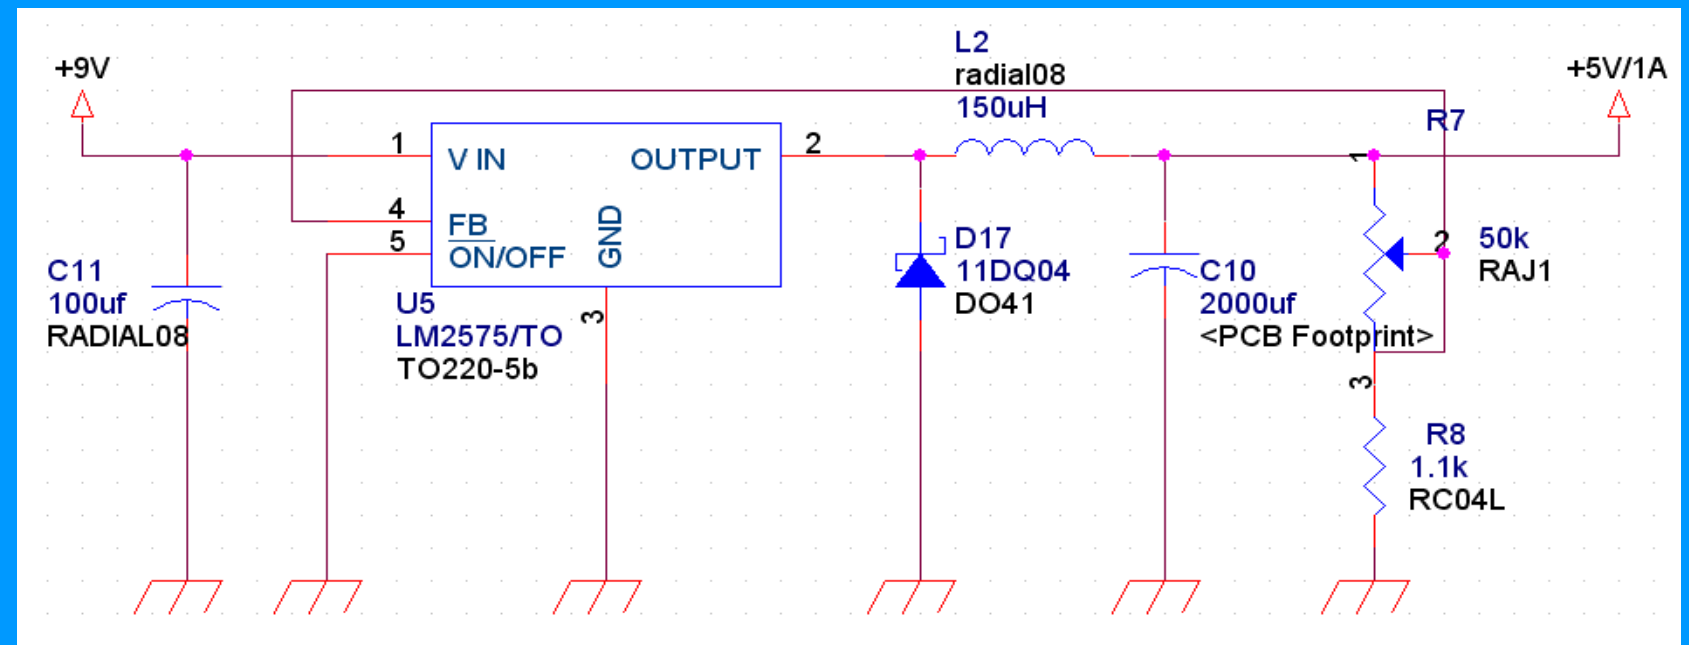 +9V
L2
radial08
150uH
+5V/1A
R7
1
V IN
OUTPUT
2
1
4
FB
5
ON/OFF
GND
3
C11
100uf
RADIAL08
U5
LM2575/TO
TO220-5b
D17
11DQ04
DO41
C10
2000uf
<PCB Footprint>
2
50k
RAJ1
3
R8
1.1k
RC04L